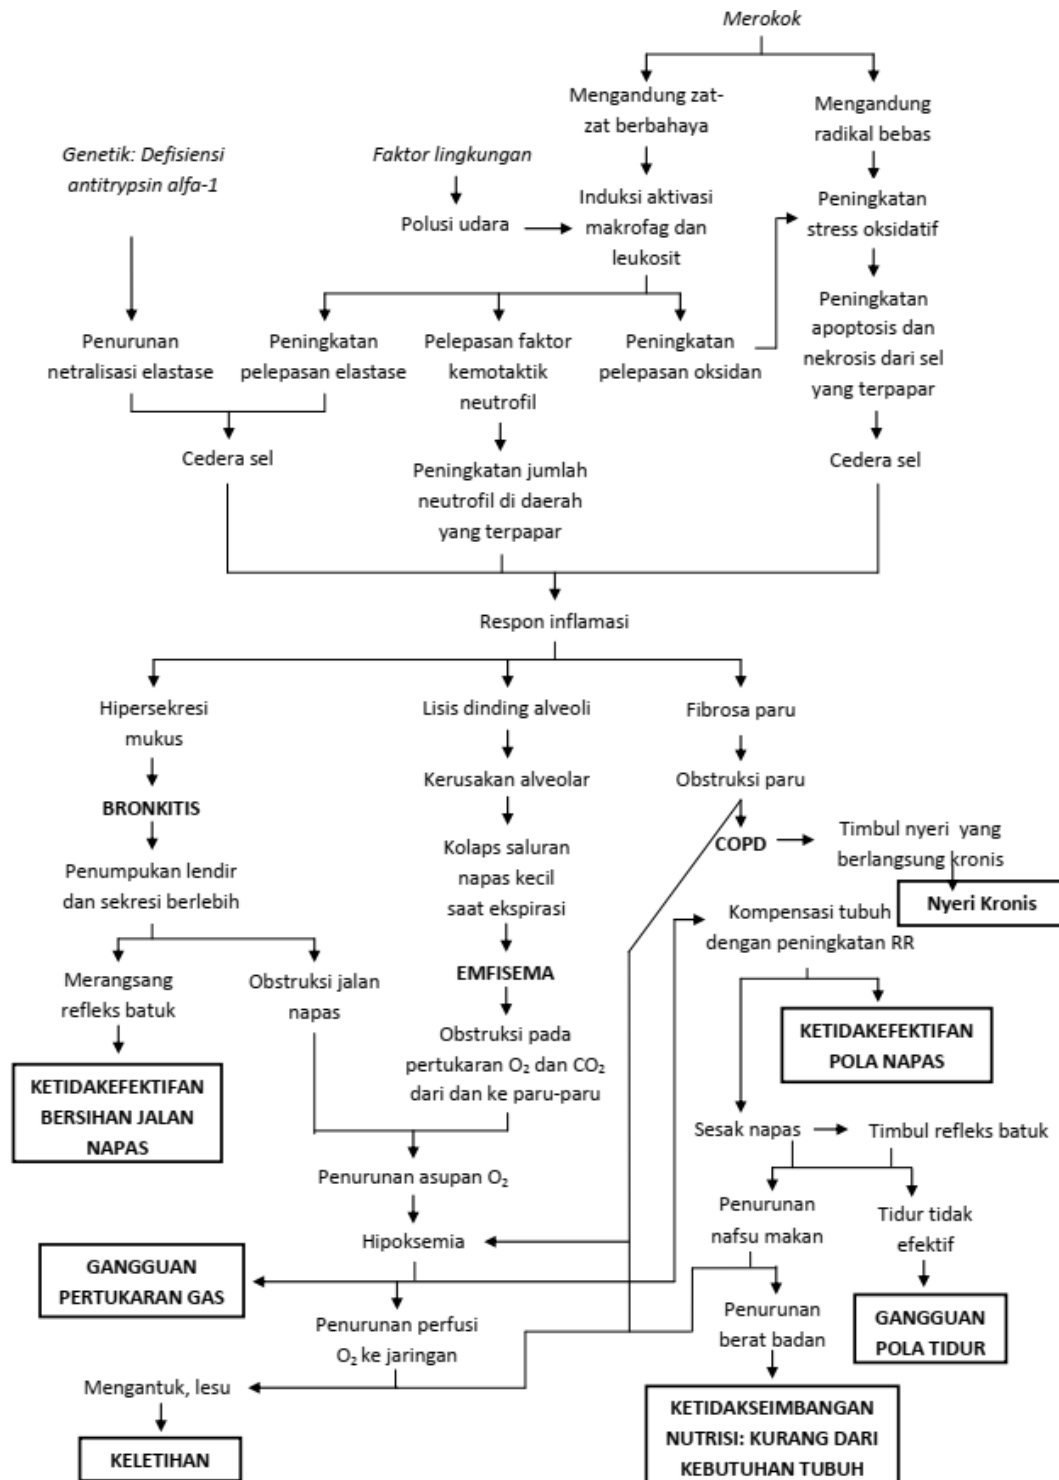 Merokok
Mengandung zat-
zat berbahaya
Mengandung
radikal bebas
Genetik: Defisiensi
antitrypsin alfa-1
Faktor lingkungan
Polusi udara
Induksi aktivasi
makrofag dan
leukosit
Peningkatan
stress oksidatif
Penurunan
netralisasi elastase
Peningkatan
pelepasan elastase
Pelepasan faktor
kemotaktik
neutrofil
Peningkatan
pelepasan oksidan
Peningkatan
apoptosis dan
nekrosis dari sel
yang terpapar
Cedera sel
Peningkatan jumlah
neutrofil di daerah
yang terpapar
Cedera sel
Respon inflamasi
Hipersekresi
mukus
Lisis dinding alveoli
Fibrosa paru
BRONKITIS
Kerusakan alveolar
Obstruksi paru
Penumpukan lendir
dan sekresi berlebih
Kolaps saluran
napas kecil
saat ekspirasi
COPD
Timbul nyeri yang
berlangsung kronis
Nyeri Kronis
Kompensasi tubuh
dengan peningkatan RR
Merangsang
refleks batuk
Obstruksi jalan
napas
EMFISEMA
KETIDAKEFEKTIFAN
POLA NAPAS
Obstruksi pada
pertukaran O₂ dan CO₂
dari dan ke paru-paru
KETIDAKEFEKTIFAN
BERSIHAN JALAN
NAPAS
Sesak napas
Timbul refleks batuk
Penurunan asupan O₂
Penurunan
nafsu makan
Tidur tidak
efektif
Hipoksemia
GANGGUAN
PERTUKARAN GAS
Penurunan perfusi
O₂ ke jaringan
Penurunan
berat badan
GANGGUAN
POLA TIDUR
Mengantuk, lesu
KELETIHAN
KETIDAKSEIMBANGAN
NUTRISI: KURANG DARI
KEBUTUHAN TUBUH